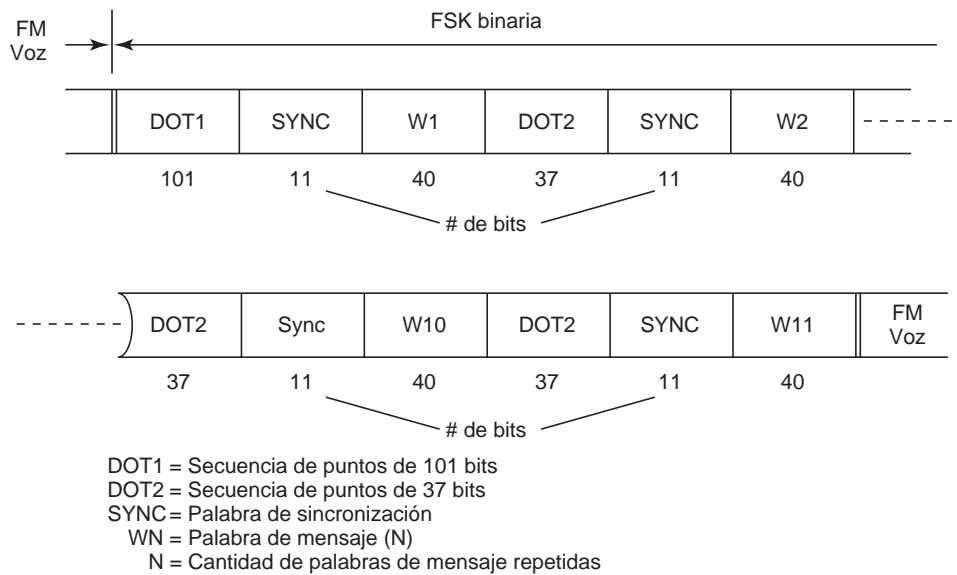 FM
Voz
FSK binaria
DOT1 SYNC W1 DOT2 SYNC W2
101 11 40 37 11 40
# de bits
DOT2 Sync W10 DOT2 SYNC W11 FM
Voz
37 11 40 37 11 40
# de bits
DOT1 = Secuencia de puntos de 101 bits
DOT2 = Secuencia de puntos de 37 bits
SYNC = Palabra de sincronización
WN = Palabra de mensaje (N)
N = Cantidad de palabras de mensaje repetidas